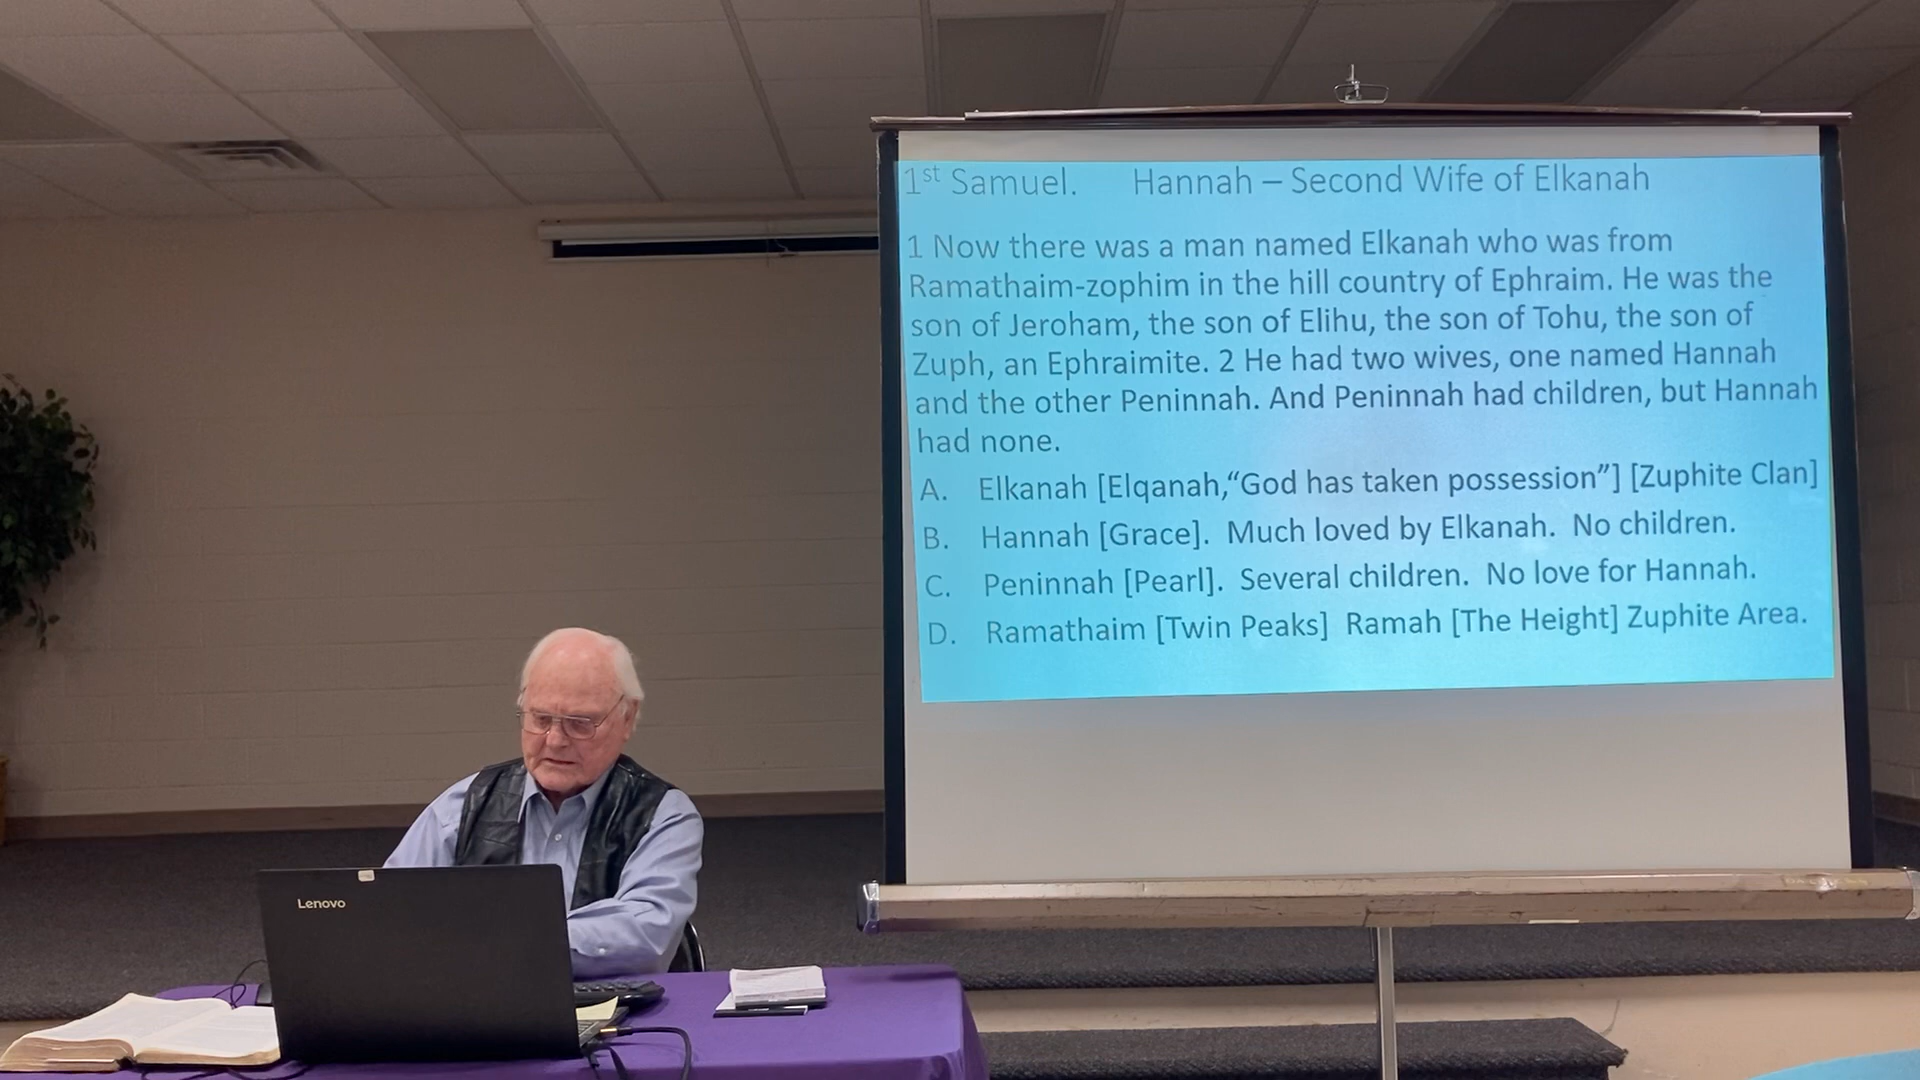 1st Samuel. Hannah – Second Wife of Elkanah
1 Now there was a man named Elkanah who was from
Ramathaim-zophim in the hill country of Ephraim. He was the
son of Jeroham, the son of Elihu, the son of Tohu, the son of
Zuph, an Ephraimite. 2 He had two wives, one named Hannah
and the other Peninnah. And Peninnah had children, but Hannah
had none.
A. Elkanah [Elqanah,“God has taken possession”] [Zuphite Clan]
B. Hannah [Grace]. Much loved by Elkanah. No children.
C. Peninnah [Pearl]. Several children. No love for Hannah.
D. Ramathaim [Twin Peaks] Ramah [The Height] Zuphite Area.
Lenovo